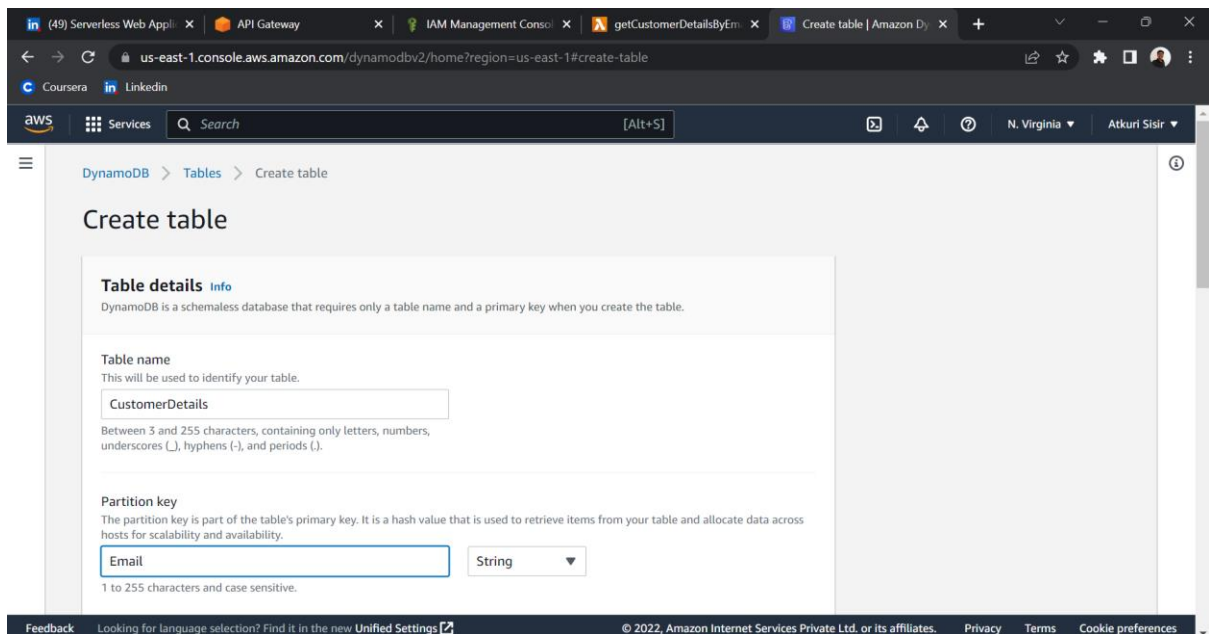 (49) Serverless Web Applic
API Gateway
IAM Management Consol
getCustomerDetailsByEm
Create table | Amazon Dy
us-east-1.console.aws.amazon.com/dynamodbv2/home?region=us-east-1#create-table
Coursera
Linkedin
aws
Services
Search
[Alt+S]
N. Virginia
Atkuri Sisir
DynamoDB > Tables > Create table
Create table
Table details Info
DynamoDB is a schemaless database that requires only a table name and a primary key when you create the table.
Table name
This will be used to identify your table.
CustomerDetails
Between 3 and 255 characters, containing only letters, numbers,
underscores (_), hyphens (-), and periods (.).
Partition key
The partition key is part of the table's primary key. It is a hash value that is used to retrieve items from your table and allocate data across
hosts for scalability and availability.
Email
String
1 to 255 characters and case sensitive.
Feedback
Looking for language selection? Find it in the new Unified Settings
© 2022, Amazon Internet Services Private Ltd. or its affiliates.
Privacy
Terms
Cookie preferences